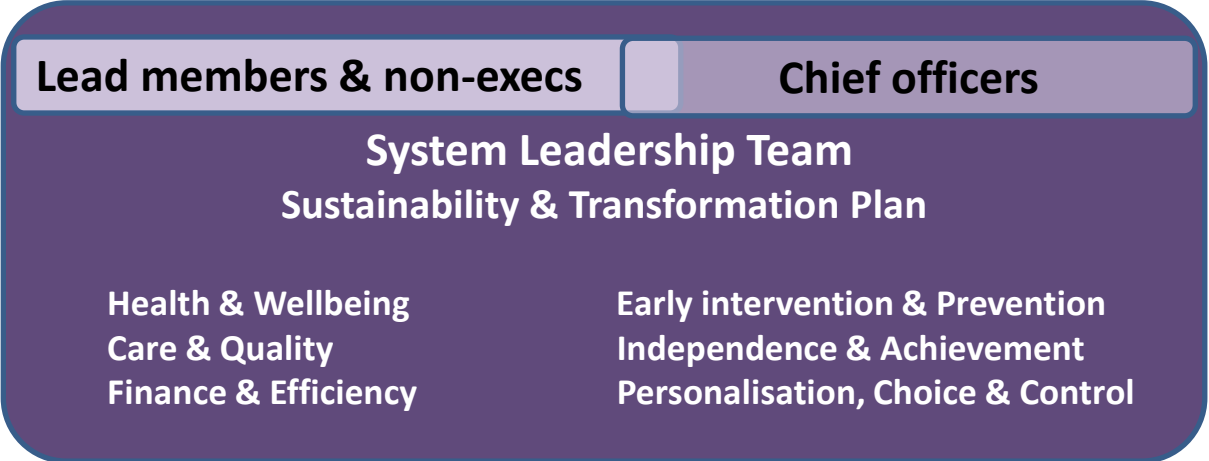 Lead members & non-execs
Chief officers
System Leadership Team
Sustainability & Transformation Plan
Health & Wellbeing
Care & Quality
Finance & Efficiency
Early intervention & Prevention
Independence & Achievement
Personalisation, Choice & Control